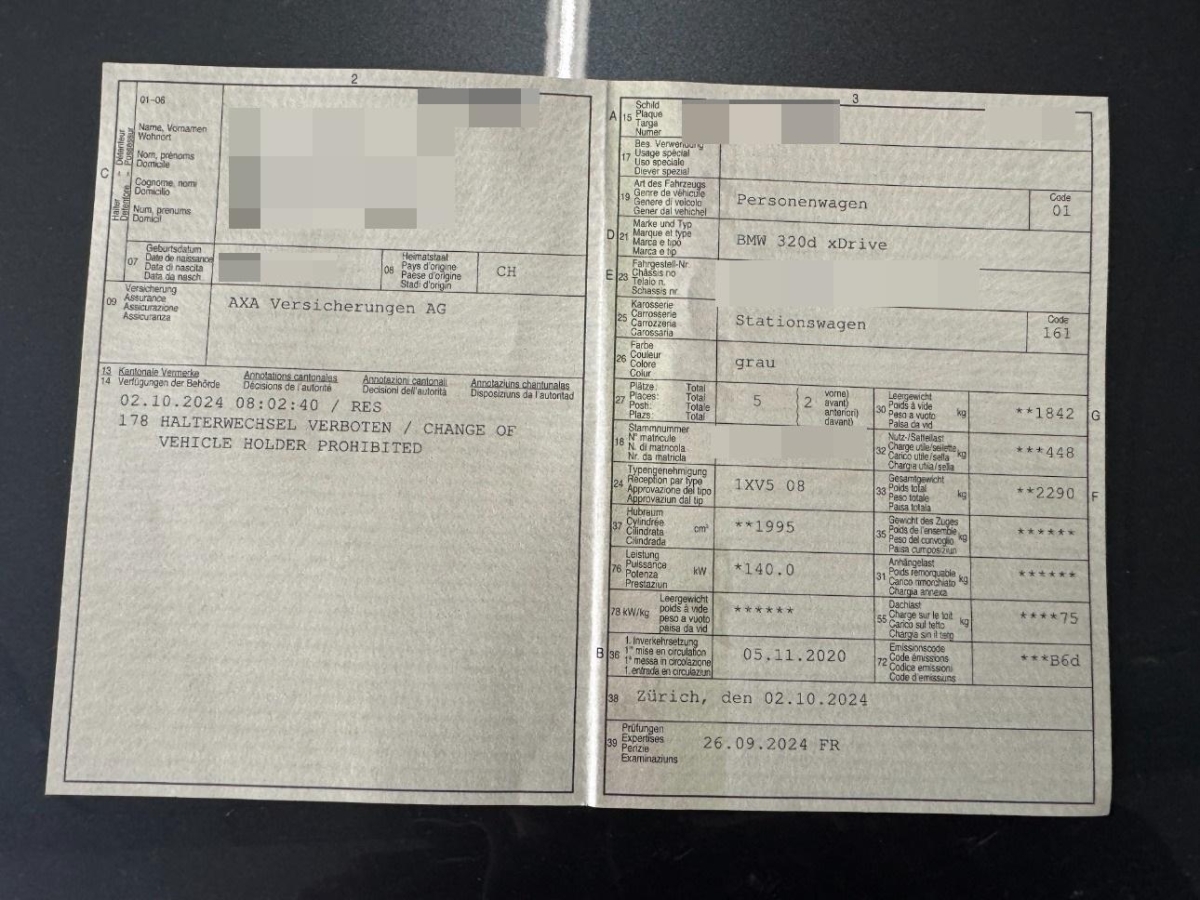 2
01-06
C
Halter - Détenteur
Detentore - Possessur
Name, Vornamen
Wohnort
Nom, prénoms
Domicile
Cognome, nomi
Domicilio
Num, prenums
Domicil
07
Geburtsdatum
Date de naissance
Data di nascita
Data da nasch.
08
Heimatstaat
Pays d'origine
Paese d'origine
Stadi d'origin
CH
09
Versicherung
Assurance
Assicurazione
Assicuranza
AXA Versicherungen AG
13 Kantonale Vermerke Annotations cantonales Annotazioni cantonali Annotaziuns chantunalas
14 Verfügungen der Behörde Décisions de l'autorité Decisioni dell'autorità Disposiziuns da l'autoritad
02.10.2024 08:02:40 / RES
178 HALTERWECHSEL VERBOTEN / CHANGE OF
VEHICLE HOLDER PROHIBITED
3
A 15
Schild
Plaque
Targa
Numer
17
Bes. Verwendung
Usage spécial
Uso speciale
Diever spezial
19
Art des Fahrzeugs
Genre de véhicule
Genere di veicolo
Gener dal vehichel
Personenwagen
Code
01
D 21
Marke und Typ
Marque et type
Marca e tipo
Marca e tip
BMW 320d xDrive
E 23
Fahrgestell-Nr.
Châssis no
Telaio n.
Schassis nr.
25
Karosserie
Carrosserie
Carrozzeria
Carossaria
Stationswagen
Code
161
26
Farbe
Couleur
Colore
Colur
grau
27
Plätze: Total
Places: Total
Posti: Totale
Plazs: Total
5
2
vorne)
avant)
anteriori)
davant)
30
Leergewicht
Poids à vide
Peso a vuoto
Paisa da vid
kg
**1842
G
18
Stammnummer
N° matricule
N. di matricola
Nr. da matricla
32
Nutz-/Sattellast
Charge utile/sellette
Carico utile/sella
Chargia utila/sella
kg
***448
24
Typengenehmigung
Réception par type
Approvazione del tipo
Approvaziun dal tip
1XV5 08
33
Gesamtgewicht
Poids total
Peso totale
Paisa totala
kg
**2290
F
37
Hubraum
Cylindrée
Cilindrata
Cilindrada
cm³
**1995
35
Gewicht des Zuges
Poids de l'ensemble
Peso del convoglio
Paisa cumposiziun
kg
******
76
Leistung
Puissance
Potenza
Prestaziun
kW
*140.0
31
Anhängelast
Poids remorquable
Carico rimorchiato
Chargia annexa
kg
******
78 kW/kg
Leergewicht
poids à vide
peso a vuoto
paisa da vid
******
55
Dachlast
Charge sur le toit
Carico sul tetto
Chargia sin il tetg
kg
****75
B 36
1. Inverkehrsetzung
1re mise en circulation
1a messa in circolazione
1. entrada en circulaziun
05.11.2020
72
Emissionscode
Code émissions
Codice emissioni
Code d'emissiuns
***B6d
38
Zürich, den 02.10.2024
39
Prüfungen
Expertises
Perizie
Examinaziuns
26.09.2024 FR